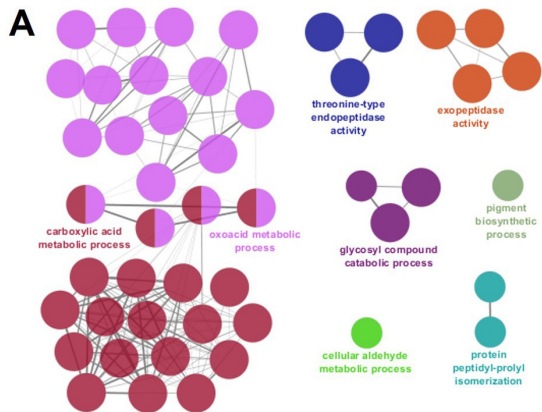 A
threonine-type
endopeptidase
activity
exopeptidase
activity
carboxylic acid
metabolic process
oxoacid metabolic
process
glycosyl compound
catabolic process
pigment
biosynthetic
process
cellular aldehyde
metabolic process
protein
peptidyl-prolyl
isomerization